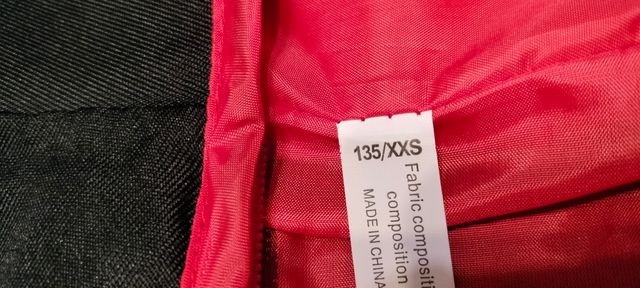 135/XXS
Fabric compositi
composition
MADE IN CHINA